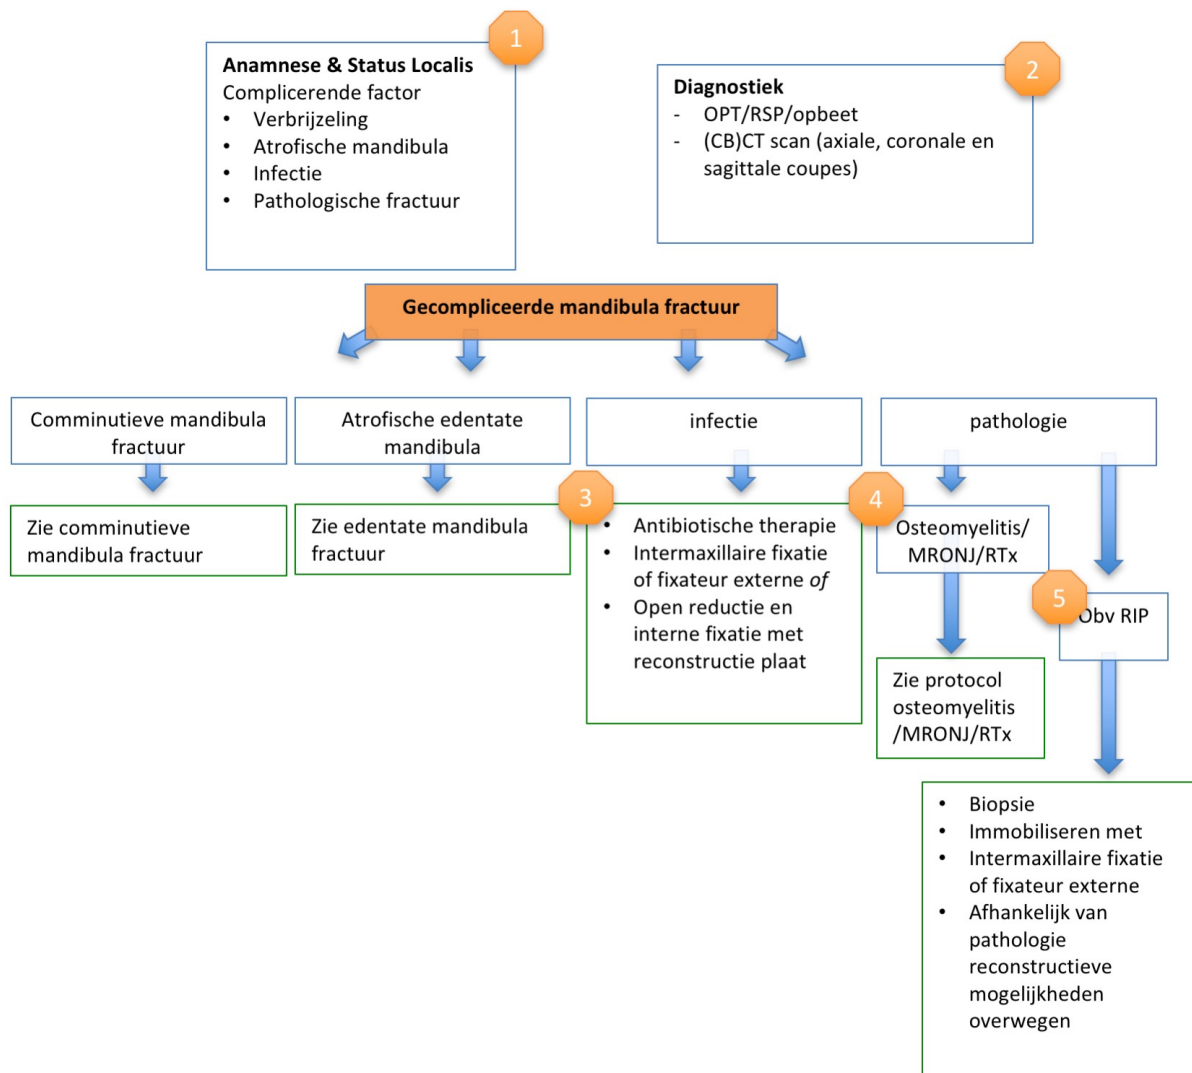 1
Anamnese & Status Localis
Complicerende factor
• Verbrijzeling
• Atrofische mandibula
• Infectie
• Pathologische fractuur
2
Diagnostiek
- OPT/RSP/opbeet
- (CB)CT scan (axiale, coronale en
sagittale coupes)
Gecompliceerde mandibula fractuur
Comminutieve mandibula
fractuur
Atrofische edentate
mandibula
infectie
pathologie
Zie comminutieve
mandibula fractuur
Zie edentate mandibula
fractuur
3
• Antibiotische therapie
• Intermaxillaire fixatie
of fixateur externe of
• Open reductie en
interne fixatie met
reconstructie plaat
4
Osteomyelitis/
MRONJ/RTx
5
Obv RIP
Zie protocol
osteomyelitis
/MRONJ/RTx
• Biopsie
• Immobiliseren met
• Intermaxillaire fixatie
of fixateur externe
• Afhankelijk van
pathologie
reconstructieve
mogelijkheden
overwegen